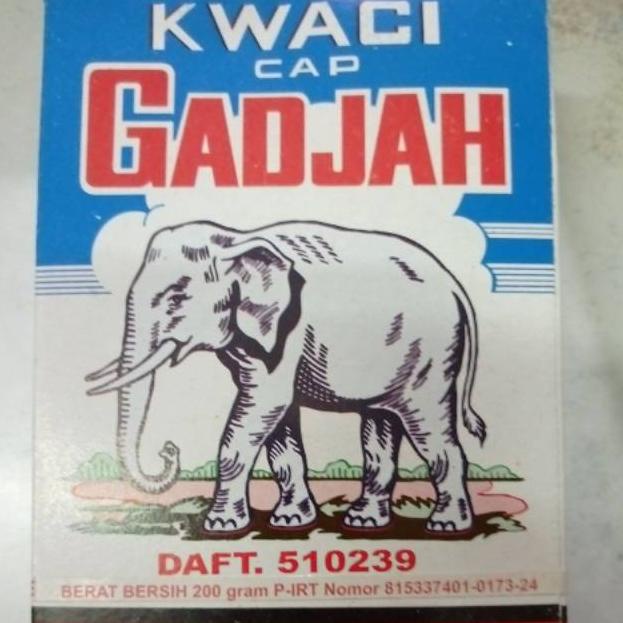 KWACI
CAP
GADJAH
DAFT. 510239
BERAT BERSIH 200 gram P-IRT Nomor 815337401-0173-24